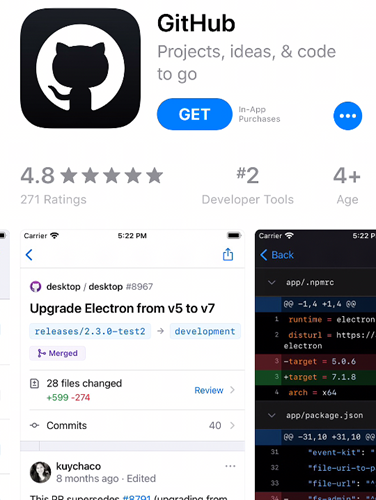 GitHub
Projects, ideas, & code
to go
GET
In-App
Purchases
4.8
271 Ratings
#2
Developer Tools
4+
Age
Carrier
5:22 PM
desktop / desktop #8967
Upgrade Electron from v5 to v7
releases/2.3.0-test2 → development
Merged
28 files changed
+599 -274
Review
Commits
40
kuychaco
8 months ago · Edited
This PR supersedes #8791 (upgrading from
Carrier
5:22 P
Back
app/.npmrc
@@ -1,4 +1,4 @@
1 runtime = electron
2 disturl = https://a
electron
3 -target = 5.0.6
3 +target = 7.1.8
4 arch = x64
app/package.json
@@ -31,10 +31,10 @@
31 "event-kit": "
32 "file-uri-to-p
33 "file-url": "^